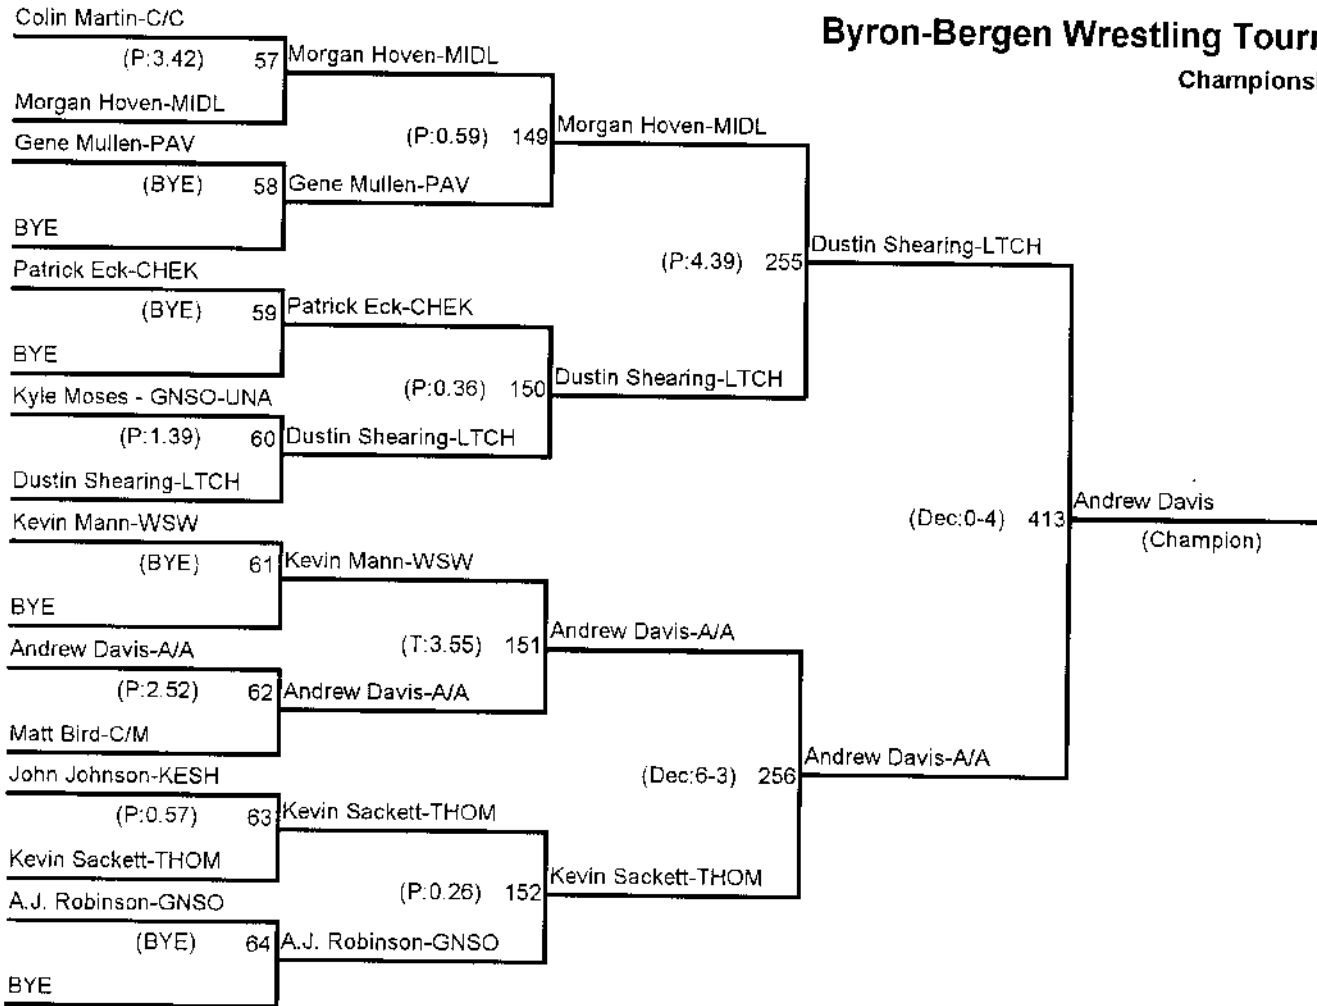 Byron-Bergen Wrestling Tourn
Championsh
Colin Martin-C/C
(P:3.42) 57 Morgan Hoven-MIDL
Morgan Hoven-MIDL
(P:0.59) 149 Morgan Hoven-MIDL
Gene Mullen-PAV
(BYE) 58 Gene Mullen-PAV
BYE
(P:4.39) 255 Dustin Shearing-LTCH
Patrick Eck-CHEK
(BYE) 59 Patrick Eck-CHEK
BYE
(P:0.36) 150 Dustin Shearing-LTCH
Kyle Moses - GNSO-UNA
(P:1.39) 60 Dustin Shearing-LTCH
Dustin Shearing-LTCH
(Dec:0-4) 413 Andrew Davis
(Champion)
Kevin Mann-WSW
(BYE) 61 Kevin Mann-WSW
BYE
(T:3.55) 151 Andrew Davis-A/A
Andrew Davis-A/A
(P:2.52) 62 Andrew Davis-A/A
Matt Bird-C/M
(Dec:6-3) 256 Andrew Davis-A/A
John Johnson-KESH
(P:0.57) 63 Kevin Sackett-THOM
Kevin Sackett-THOM
(P:0.26) 152 Kevin Sackett-THOM
A.J. Robinson-GNSO
(BYE) 64 A.J. Robinson-GNSO
BYE